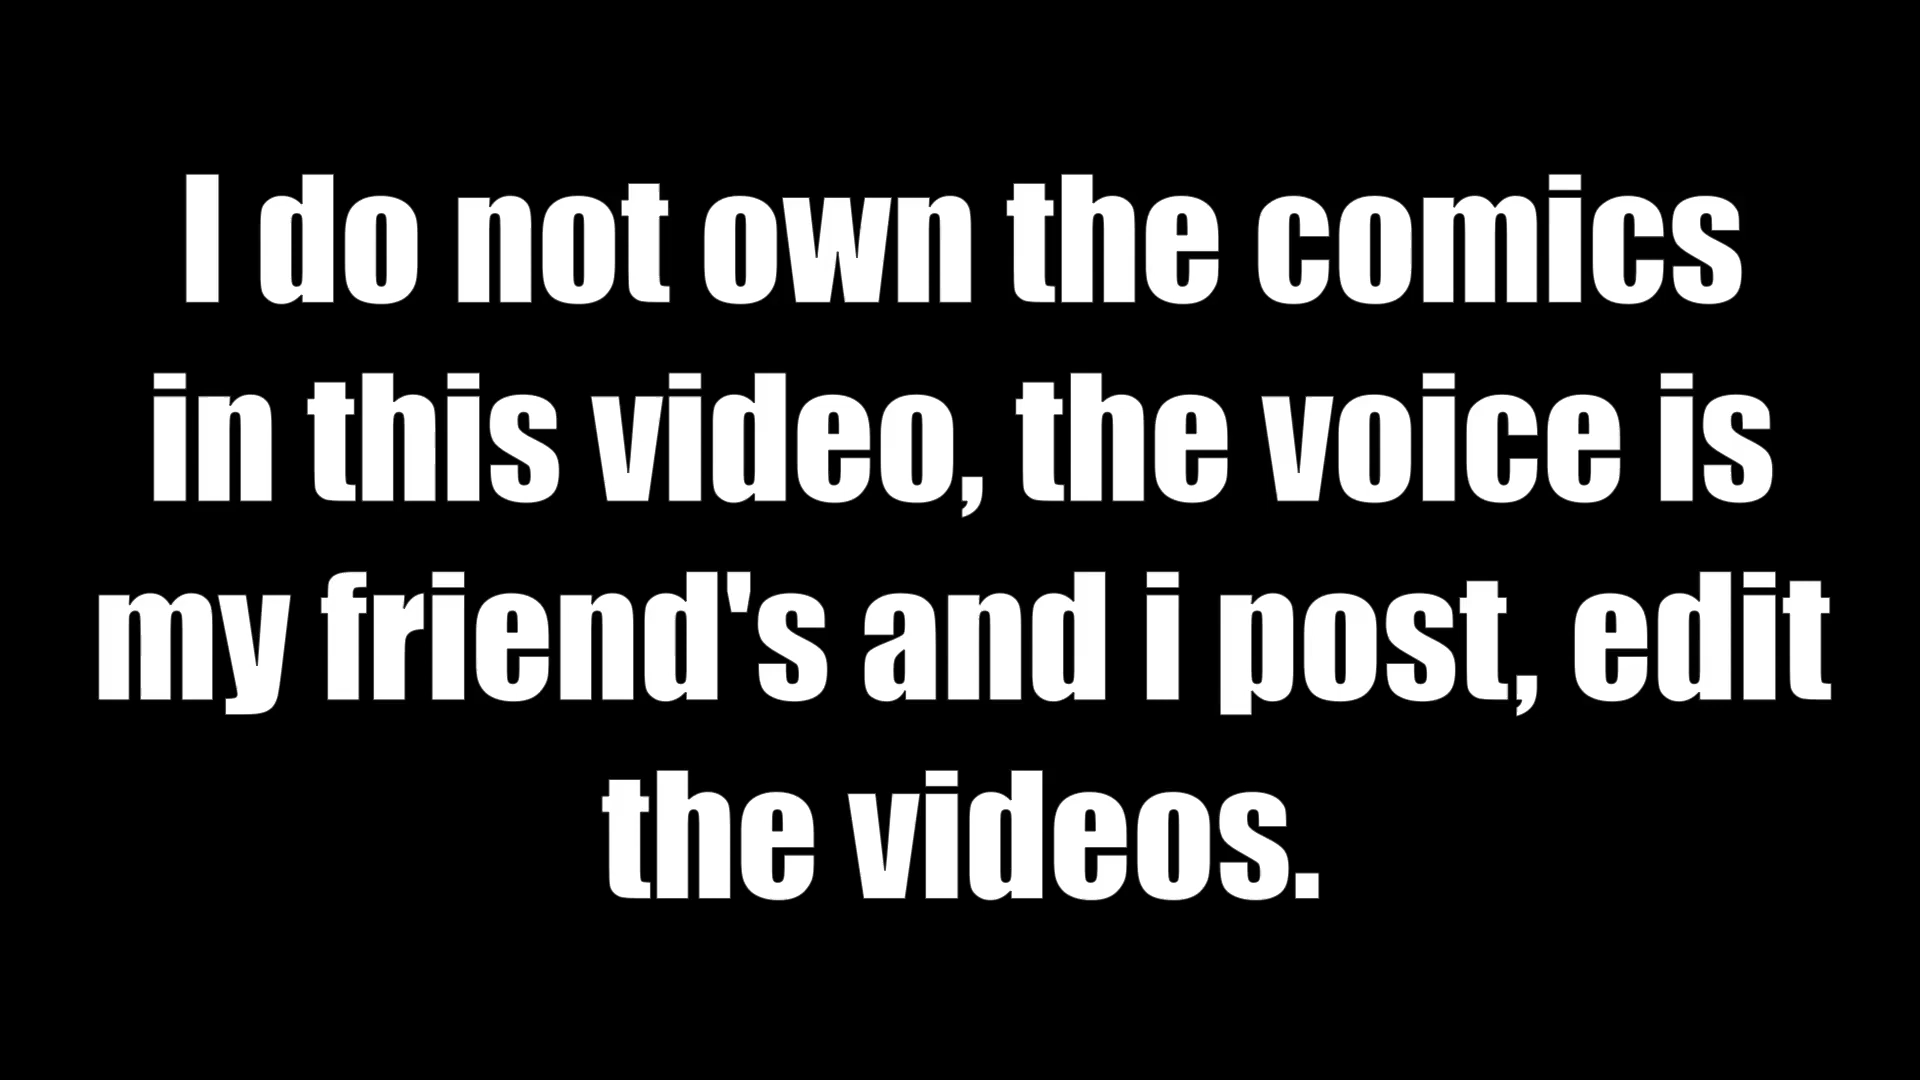 I do not own the comics
in this video, the voice is
my friend's and i post, edit
the videos.